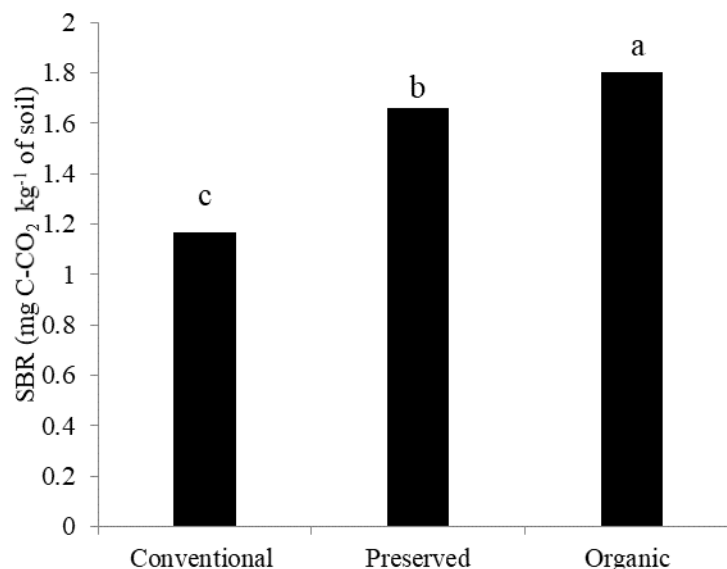 SBR (mg C-CO₂ kg⁻¹ of soil)
2
1.8
1.6
1.4
1.2
1
0.8
0.6
0.4
0.2
0
c
b
a
Conventional
Preserved
Organic